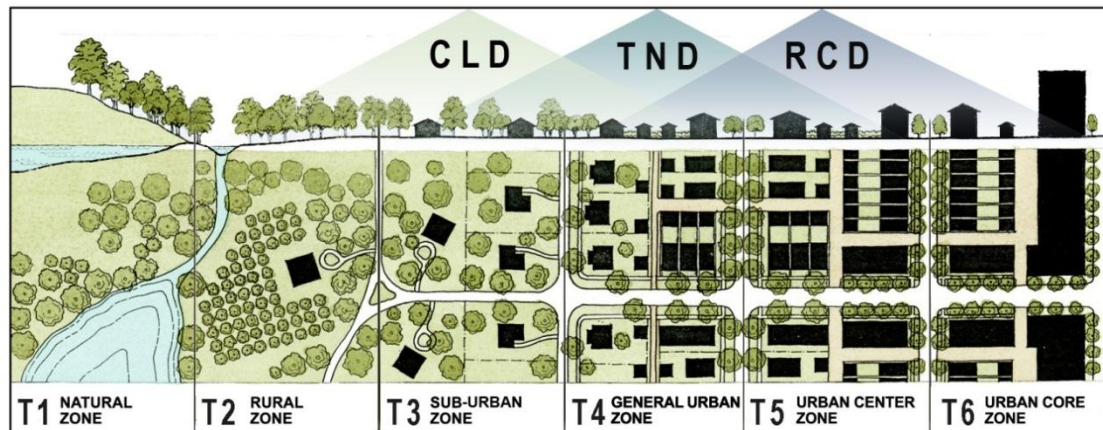 CLD
TND
RCD
T1 NATURAL
ZONE
T2 RURAL
ZONE
T3 SUB-URBAN
ZONE
T4 GENERAL URBAN
ZONE
T5 URBAN CENTER
ZONE
T6 URBAN CORE
ZONE